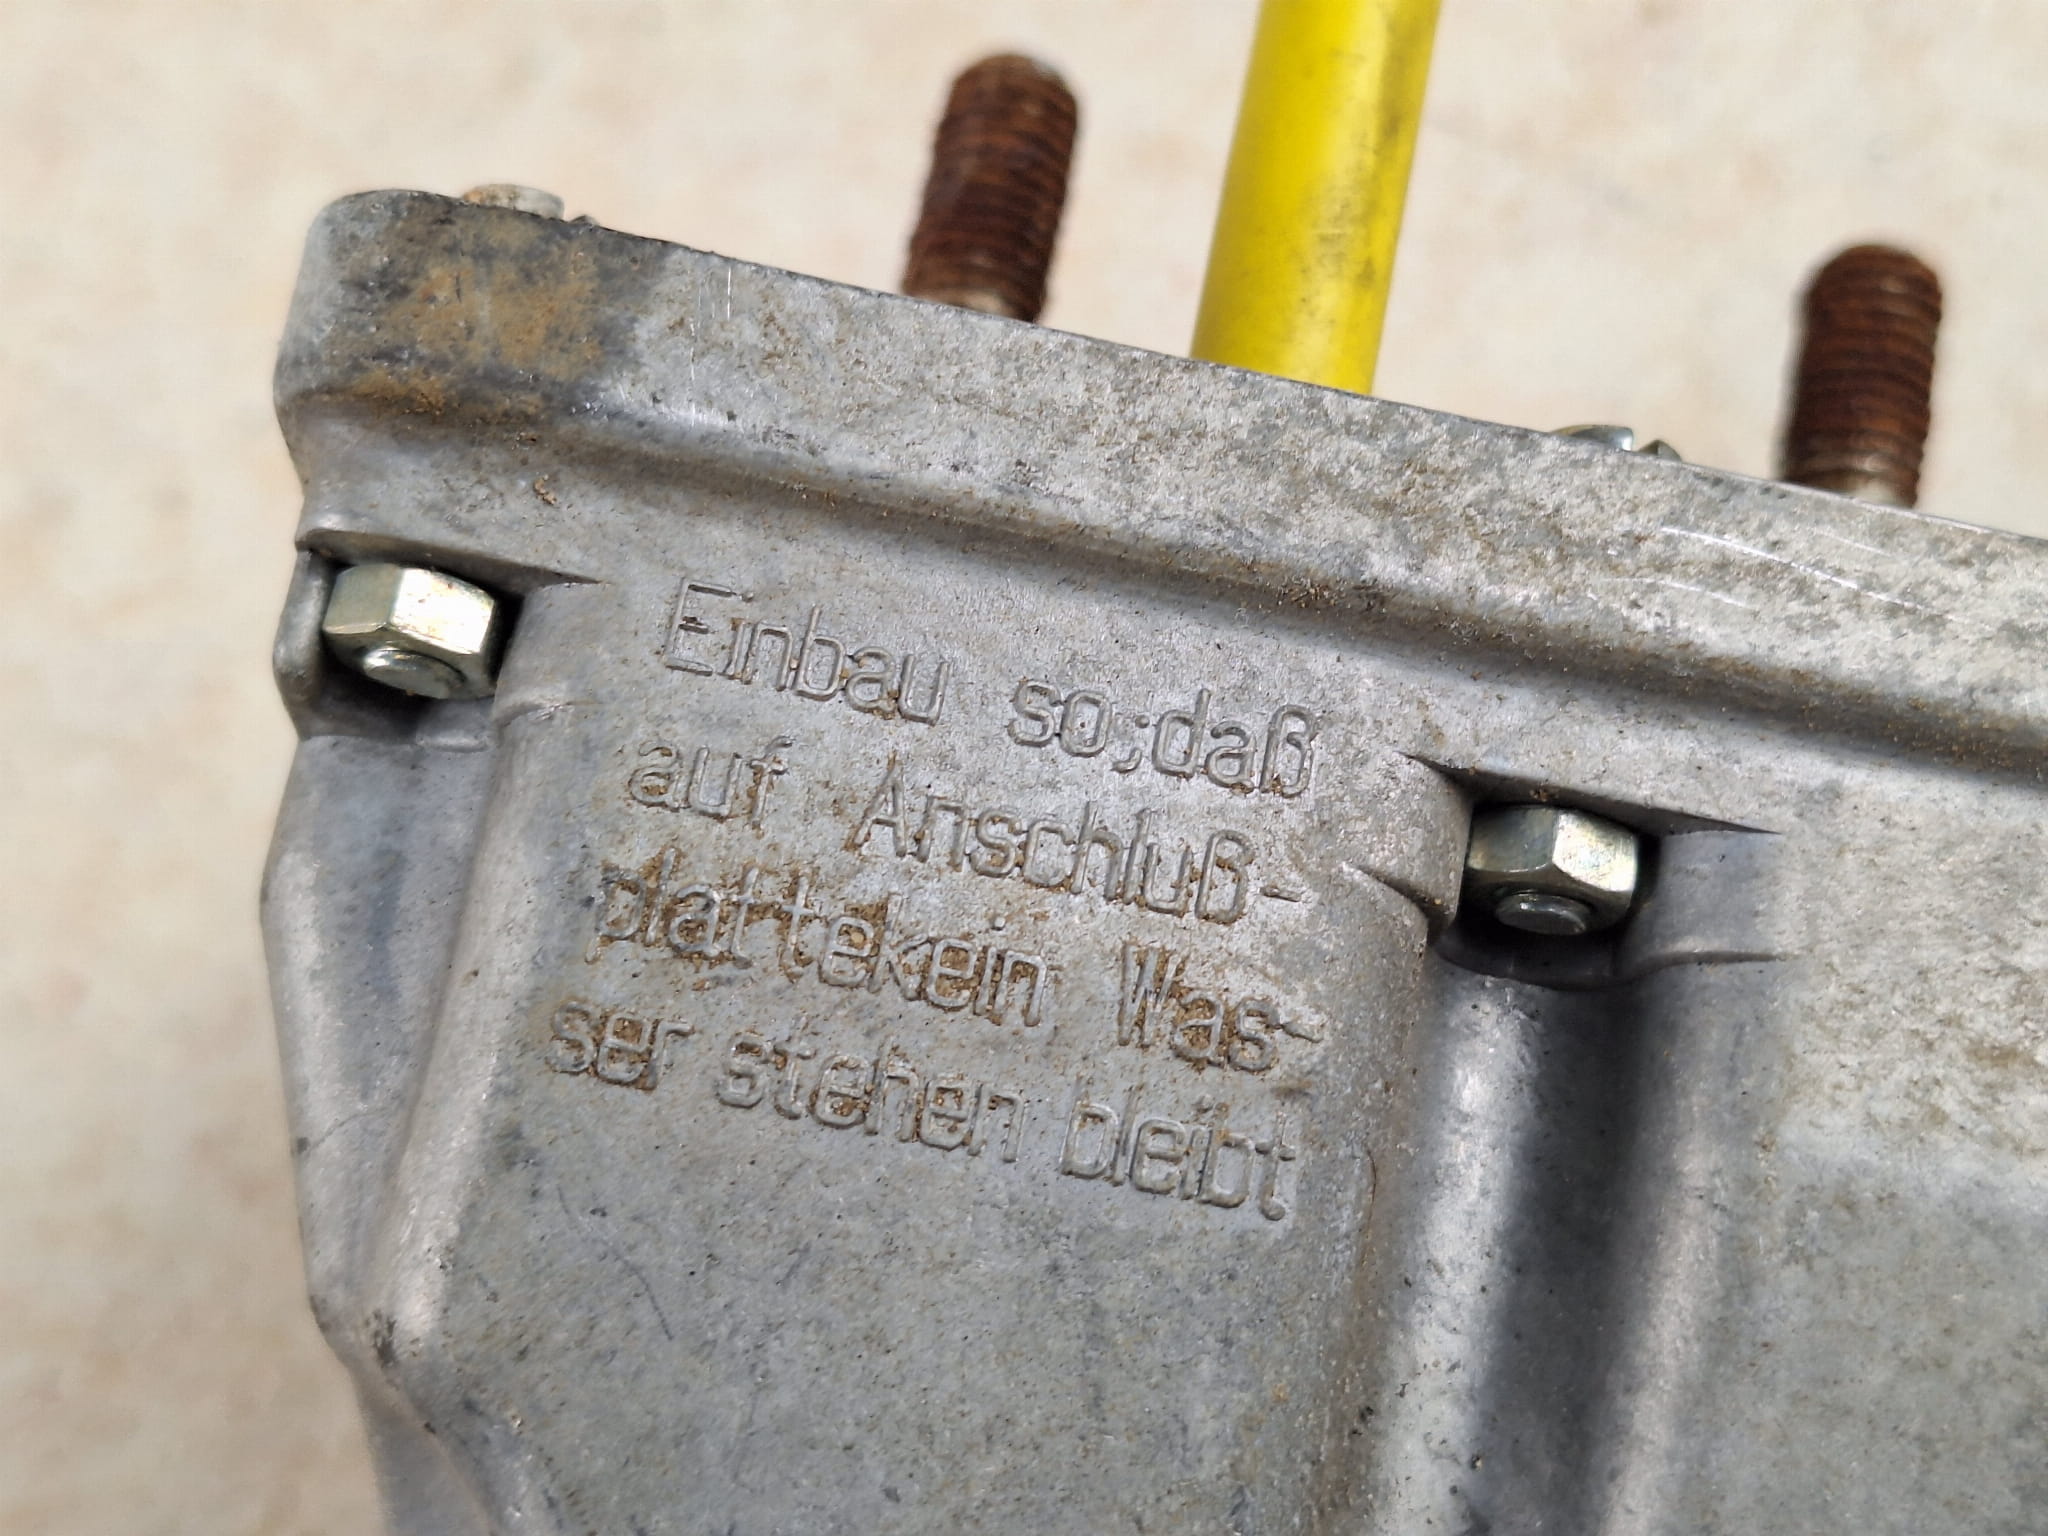 Einbau so;daß
auf Anschluß-
plattekein Was-
ser stehen bleibt